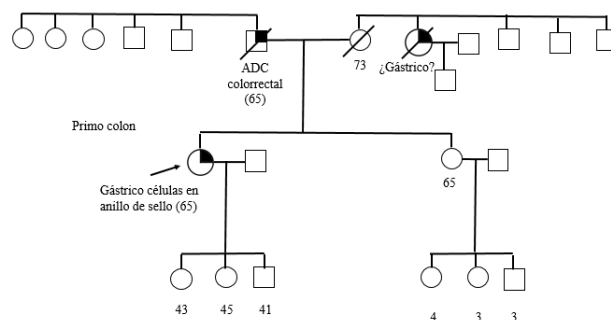 ADC
colorrectal
(65)
73
¿Gástrico?
Primo colon
Gástrico células en
anillo de sello (65)
65
43 45 41
4 3 3